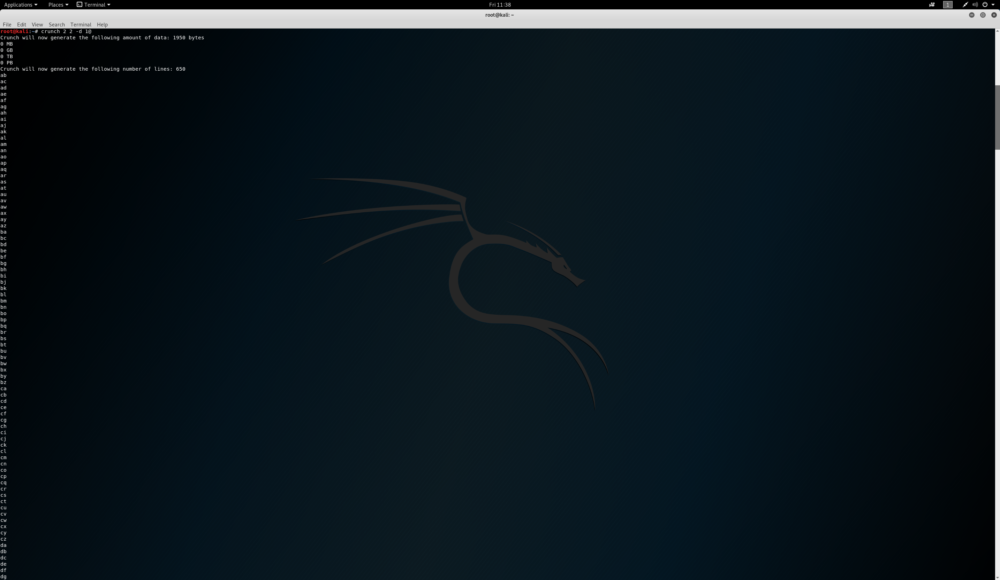 Applications Places Terminal Fri 11:38 1
root@kali: ~
File Edit View Search Terminal Help
root@kali:~# crunch 2 2 -d 1@
Crunch will now generate the following amount of data: 1950 bytes
0 MB
0 GB
0 TB
0 PB
Crunch will now generate the following number of lines: 650
ab
ac
ad
ae
af
ag
ah
ai
aj
ak
al
am
an
ao
ap
aq
ar
as
at
au
av
aw
ax
ay
az
ba
bc
bd
be
bf
bg
bh
bi
bj
bk
bl
bm
bn
bo
bp
bq
br
bs
bt
bu
bv
bw
bx
by
bz
ca
cb
cd
ce
cf
cg
ch
ci
cj
ck
cl
cm
cn
co
cp
cq
cr
cs
ct
cu
cv
cw
cx
cy
cz
da
db
dc
de
df
dg